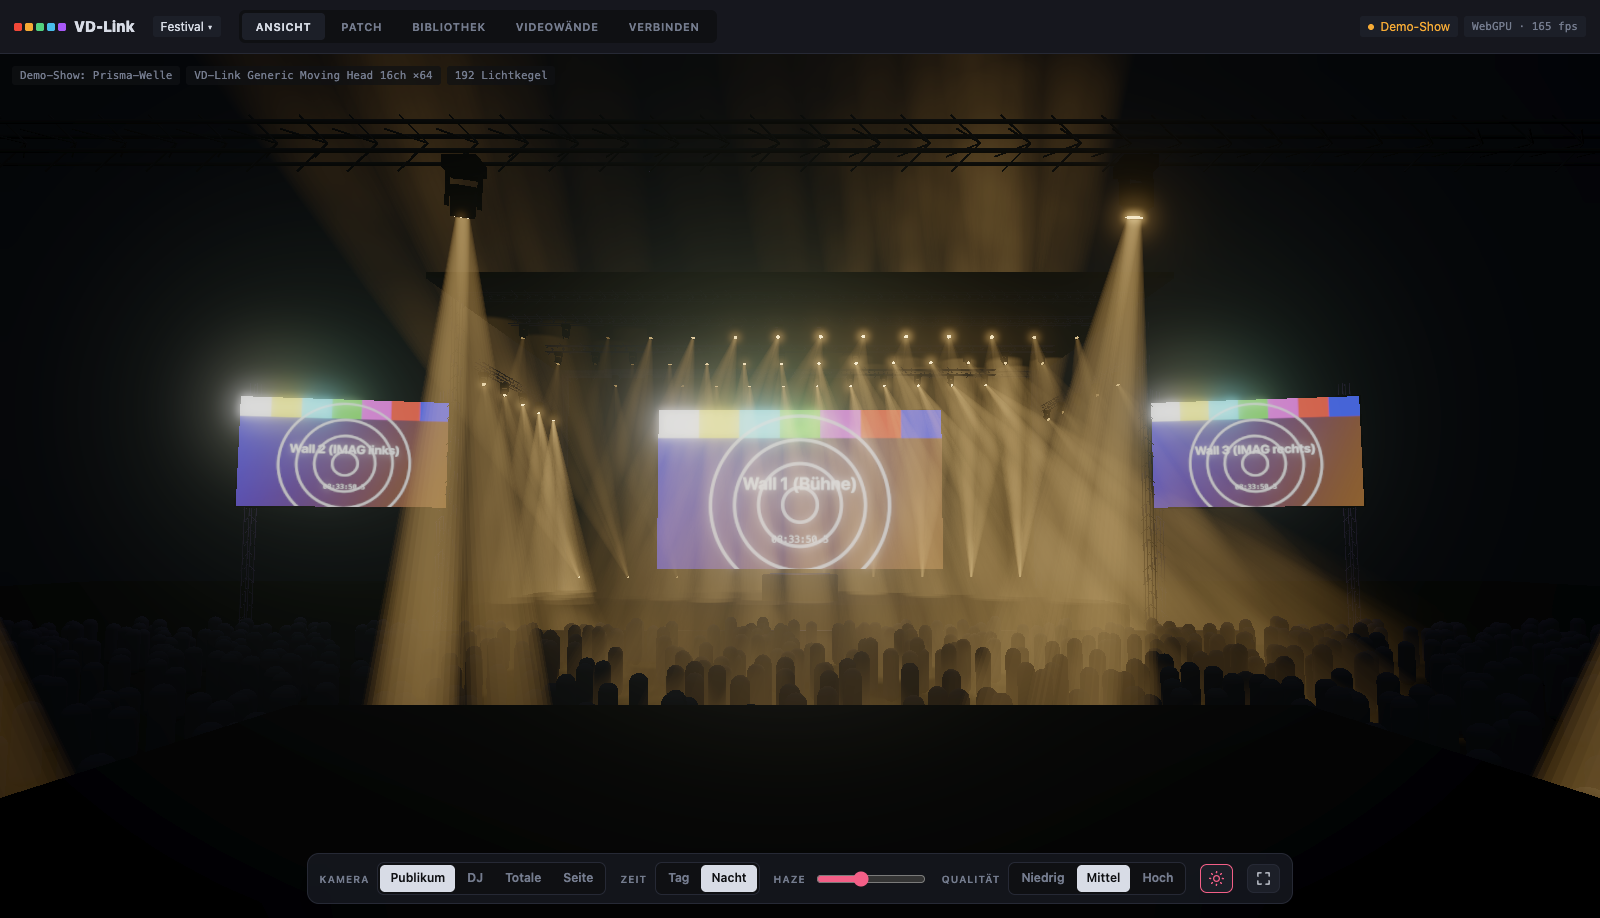 VD-Link
Festival
ANSICHT
PATCH
BIBLIOTHEK
VIDEOWÄNDE
VERBINDEN
Demo-Show
WebGPU · 165 fps
Demo-Show: Prisma-Welle
VD-Link Generic Moving Head 16ch ×64
192 Lichtkegel
Wall 2 (IMAG links)
Wall 1 (Bühne)
Wall 3 (IMAG rechts)
KAMERA
Publikum
DJ
Totale
Seite
ZEIT
Tag
Nacht
HAZE
QUALITÄT
Niedrig
Mittel
Hoch